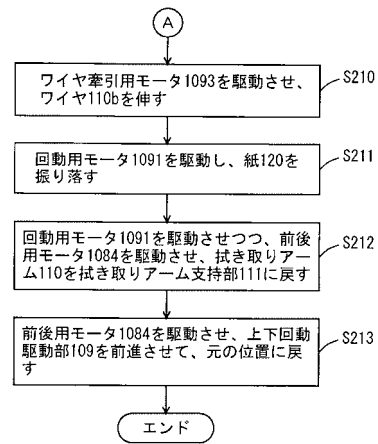 A
ワイヤ牽引用モータ1093を駆動させ、
ワイヤ110bを伸す
S210
回動用モータ1091を駆動し、紙120を
振り落す
S211
回動用モータ1091を駆動させつつ、前後
用モータ1084を駆動させ、拭き取りア
ーム110を拭き取りアーム支持部111に戻す
S212
前後用モータ1084を駆動させ、上下回動
駆動部109を前進させて、元の位置に戻
す
S213
エンド